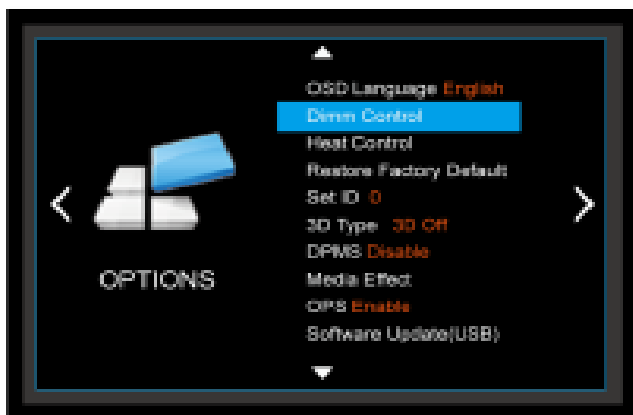 OSD Language English
Dimm Control
Heat Control
Restore Factory Default
Set ID 0
3D Type 3D Off
DPMS Disable
OPTIONS
Media Effect
OPS Enable
Software Update(USB)